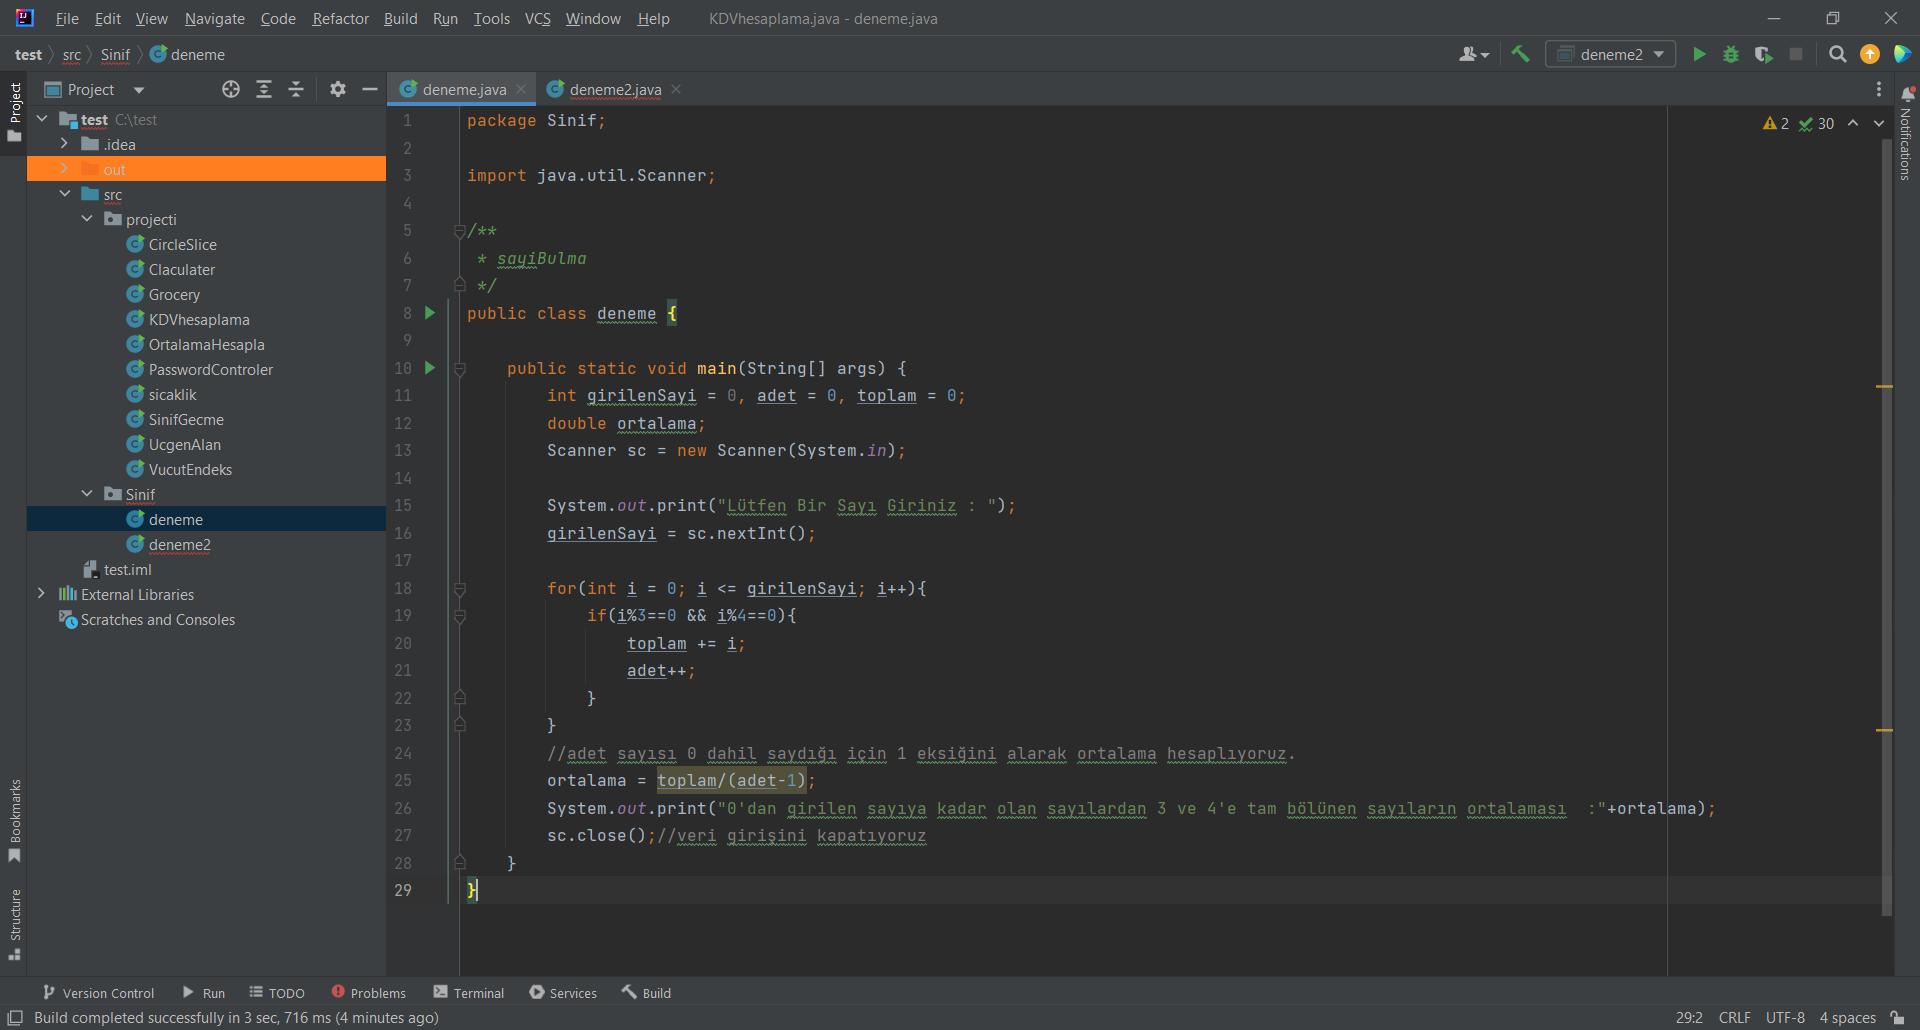 File Edit View Navigate Code Refactor Build Run Tools VCS Window Help KDVhesaplama.java - deneme.java
test src Sinif deneme deneme2
Project
Project
deneme.java deneme2.java
test C:\test
.idea
out
src
projecti
CircleSlice
Claculater
Grocery
KDVhesaplama
OrtalamaHesapla
PasswordControler
sicaklik
SinifGecme
UcgenAlan
VucutEndeks
Sinif
deneme
deneme2
test.iml
External Libraries
Scratches and Consoles
Bookmarks
Structure
2 30
Notifications
1 package Sinif;
2
3 import java.util.Scanner;
4
5 /**
6 * sayiBulma
7 */
8 public class deneme {
9
10 public static void main(String[] args) {
11 int girilenSayi = 0, adet = 0, toplam = 0;
12 double ortalama;
13 Scanner sc = new Scanner(System.in);
14
15 System.out.print("Lütfen Bir Sayı Giriniz : ");
16 girilenSayi = sc.nextInt();
17
18 for(int i = 0; i <= girilenSayi; i++){
19 if(i%3==0 && i%4==0){
20 toplam += i;
21 adet++;
22 }
23 }
24 //adet sayısı 0 dahil saydığı için 1 eksiğini alarak ortalama hesaplıyoruz.
25 ortalama = toplam/(adet-1);
26 System.out.print("0'dan girilen sayıya kadar olan sayılardan 3 ve 4'e tam bölünen sayıların ortalaması :"+ortalama);
27 sc.close();//veri girişini kapatıyoruz
28 }
29 }
Version Control Run TODO Problems Terminal Services Build
Build completed successfully in 3 sec, 716 ms (4 minutes ago) 29:2 CRLF UTF-8 4 spaces